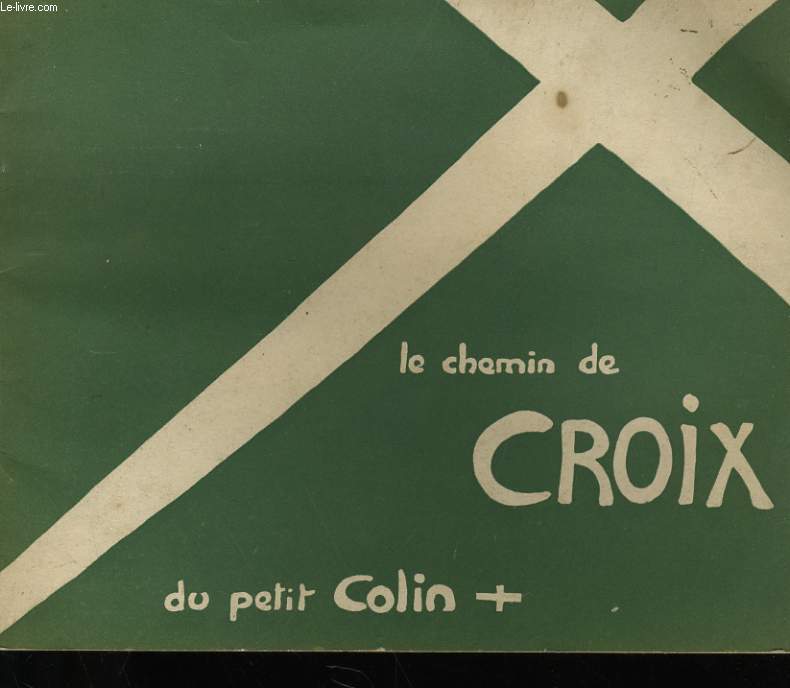 Le-livre.com
le chemin de
CROiX
du petit Colin +